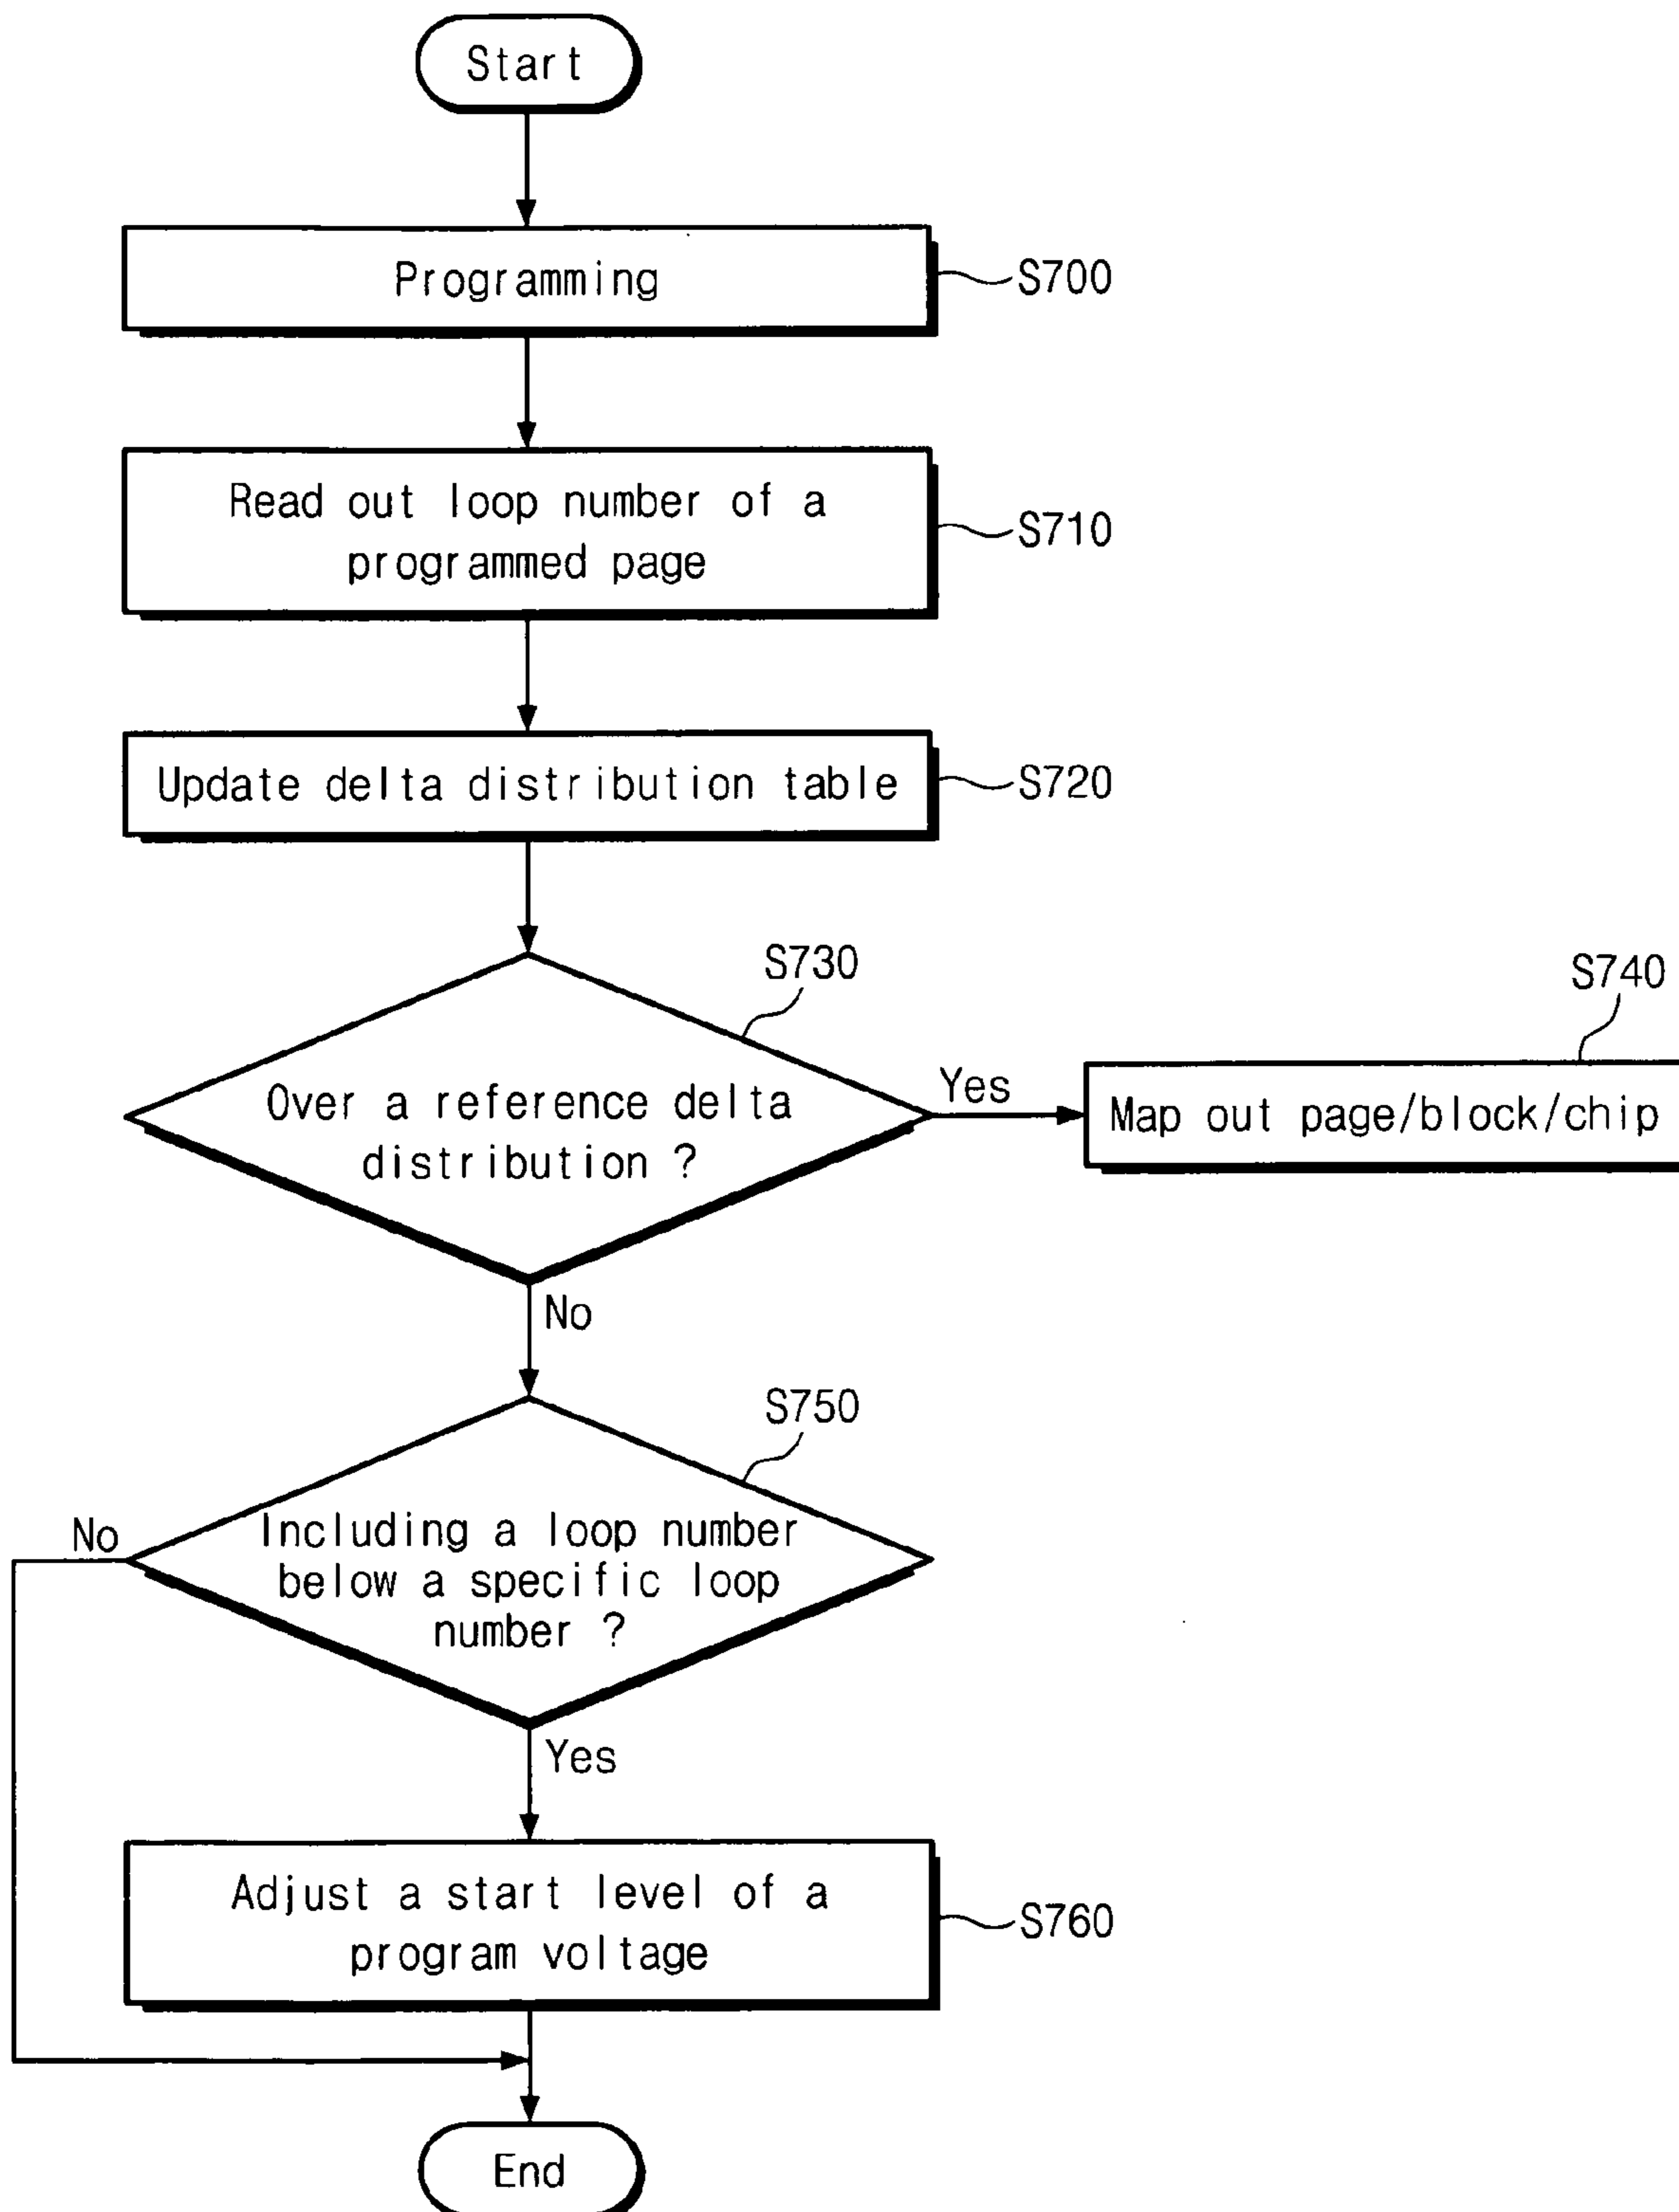 Start
Programming
S700
Read out loop number of a
programmed page
S710
Update delta distribution table
S720
S730
S740
Over a reference delta
distribution ?
Yes
Map out page/block/chip
No
S750
No
Including a loop number
below a specific loop
number ?
Yes
Adjust a start level of a
program voltage
S760
End